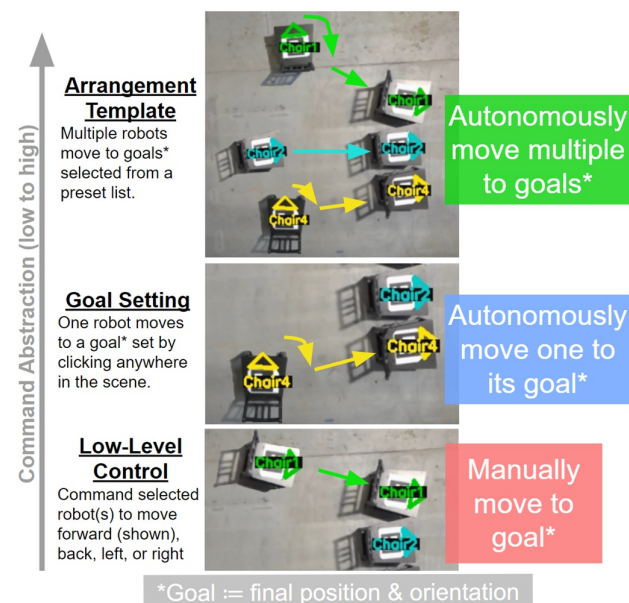 Command Abstraction (low to high)
Arrangement
Template
Multiple robots
move to goals*
selected from a
preset list.
Chair1
Chair1
Chair2
Chair2
Chair4
Chair4
Autonomously
move multiple
to goals*
Goal Setting
One robot moves
to a goal* set by
clicking anywhere
in the scene.
Chair2
Chair4
Chair4
Autonomously
move one to
its goal*
Low-Level
Control
Command selected
robot(s) to move
forward (shown),
back, left, or right
Chair1
Chair1
Chair2
Manually
move to
goal*
*Goal := final position & orientation